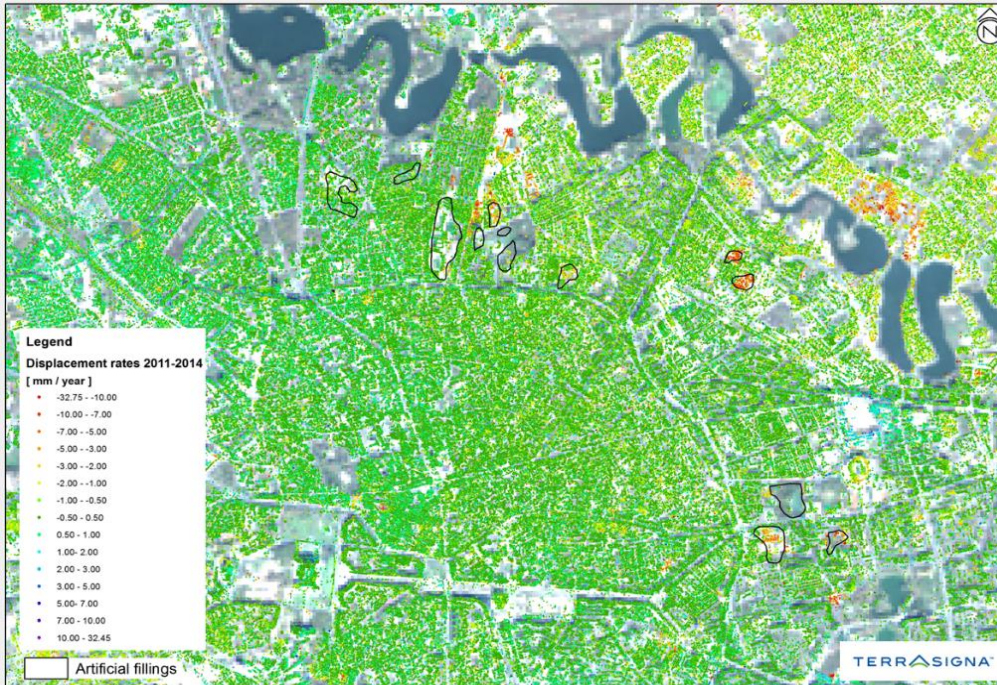 N
Legend
Displacement rates 2011-2014
[ mm / year ]
-32.75 - -10.00
-10.00 - -7.00
-7.00 - -5.00
-5.00 - -3.00
-3.00 - -2.00
-2.00 - -1.00
-1.00 - -0.50
-0.50 - 0.50
0.50 - 1.00
1.00- 2.00
2.00 - 3.00
3.00 - 5.00
5.00- 7.00
7.00 - 10.00
10.00 - 32.45
Artificial fillings
TERRASIGNA™